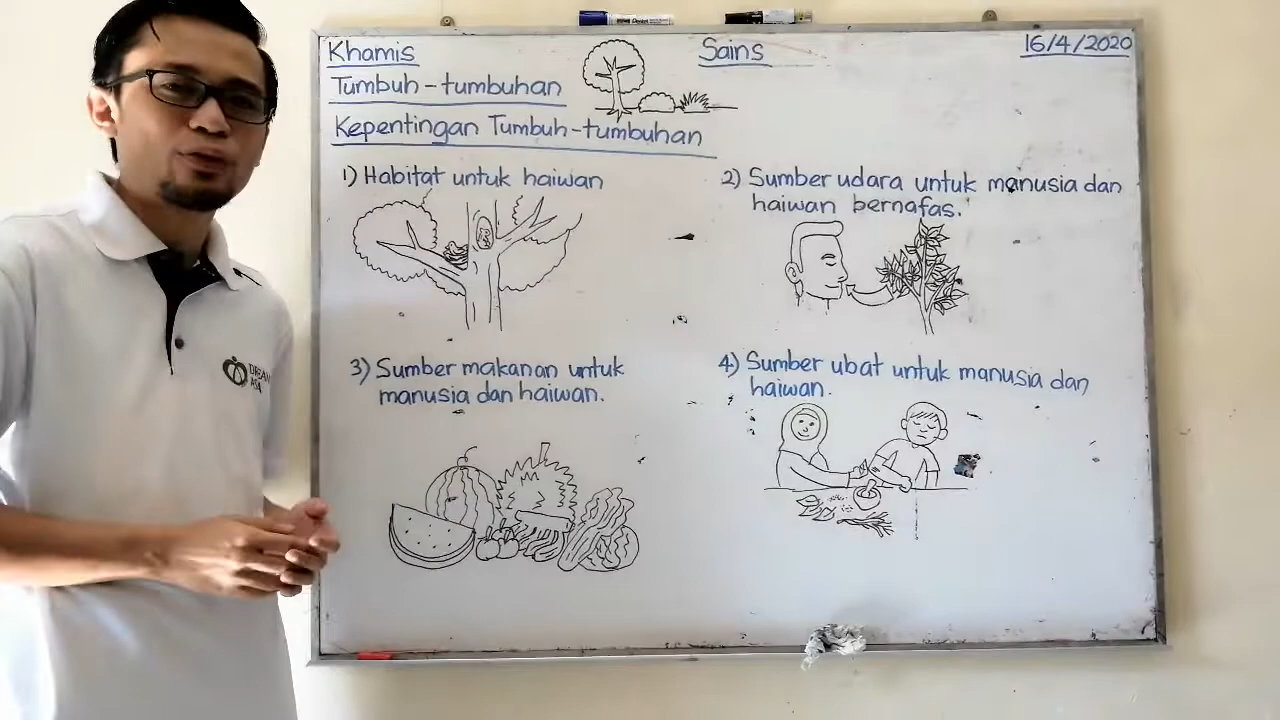 Khamis
Sains
16/4/2020
Tumbuh-tumbuhan
Kepentingan Tumbuh-tumbuhan
1) Habitat untuk haiwan
2) Sumber udara untuk manusia dan
haiwan bernafas.
3) Sumber makanan untuk
manusia dan haiwan.
4) Sumber ubat untuk manusia dan
haiwan.